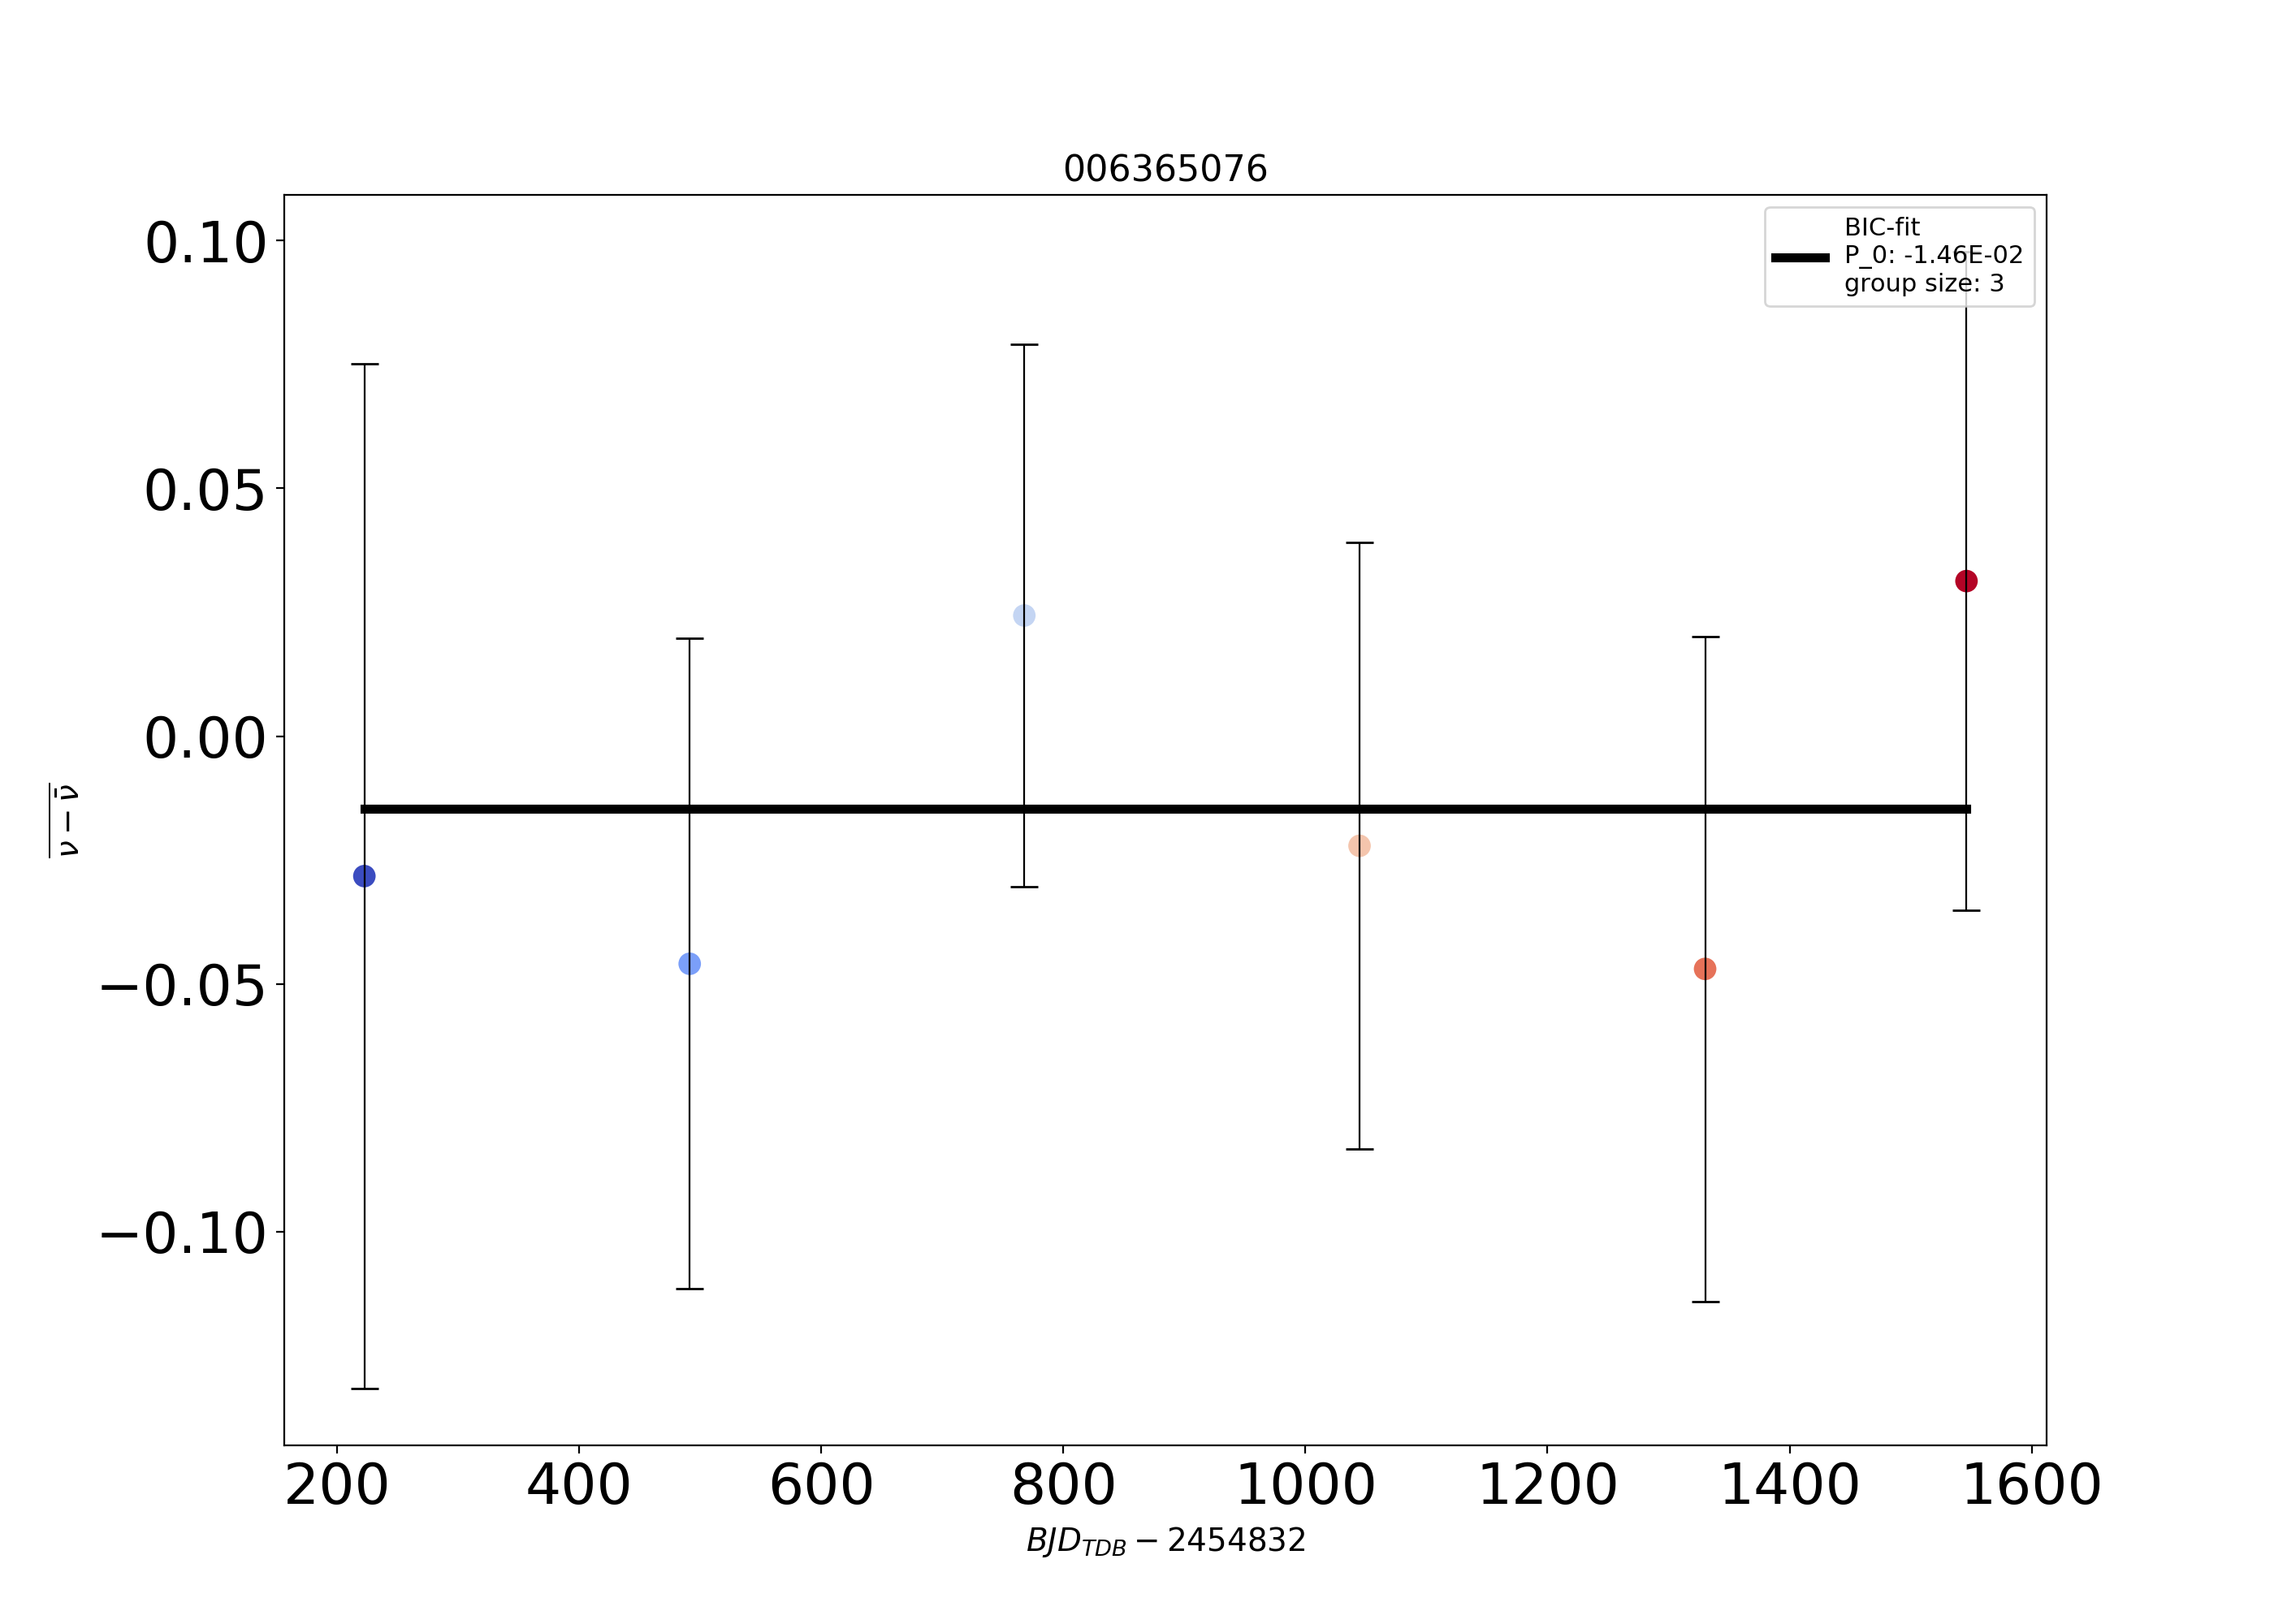 006365076
BIC-fit
P_0: -1.46E-02
group size: 3
0.10
0.05
0.00
−0.05
−0.10
ν − ν̄
200 400 600 800 1000 1200 1400 1600
BJD_TDB − 2454832